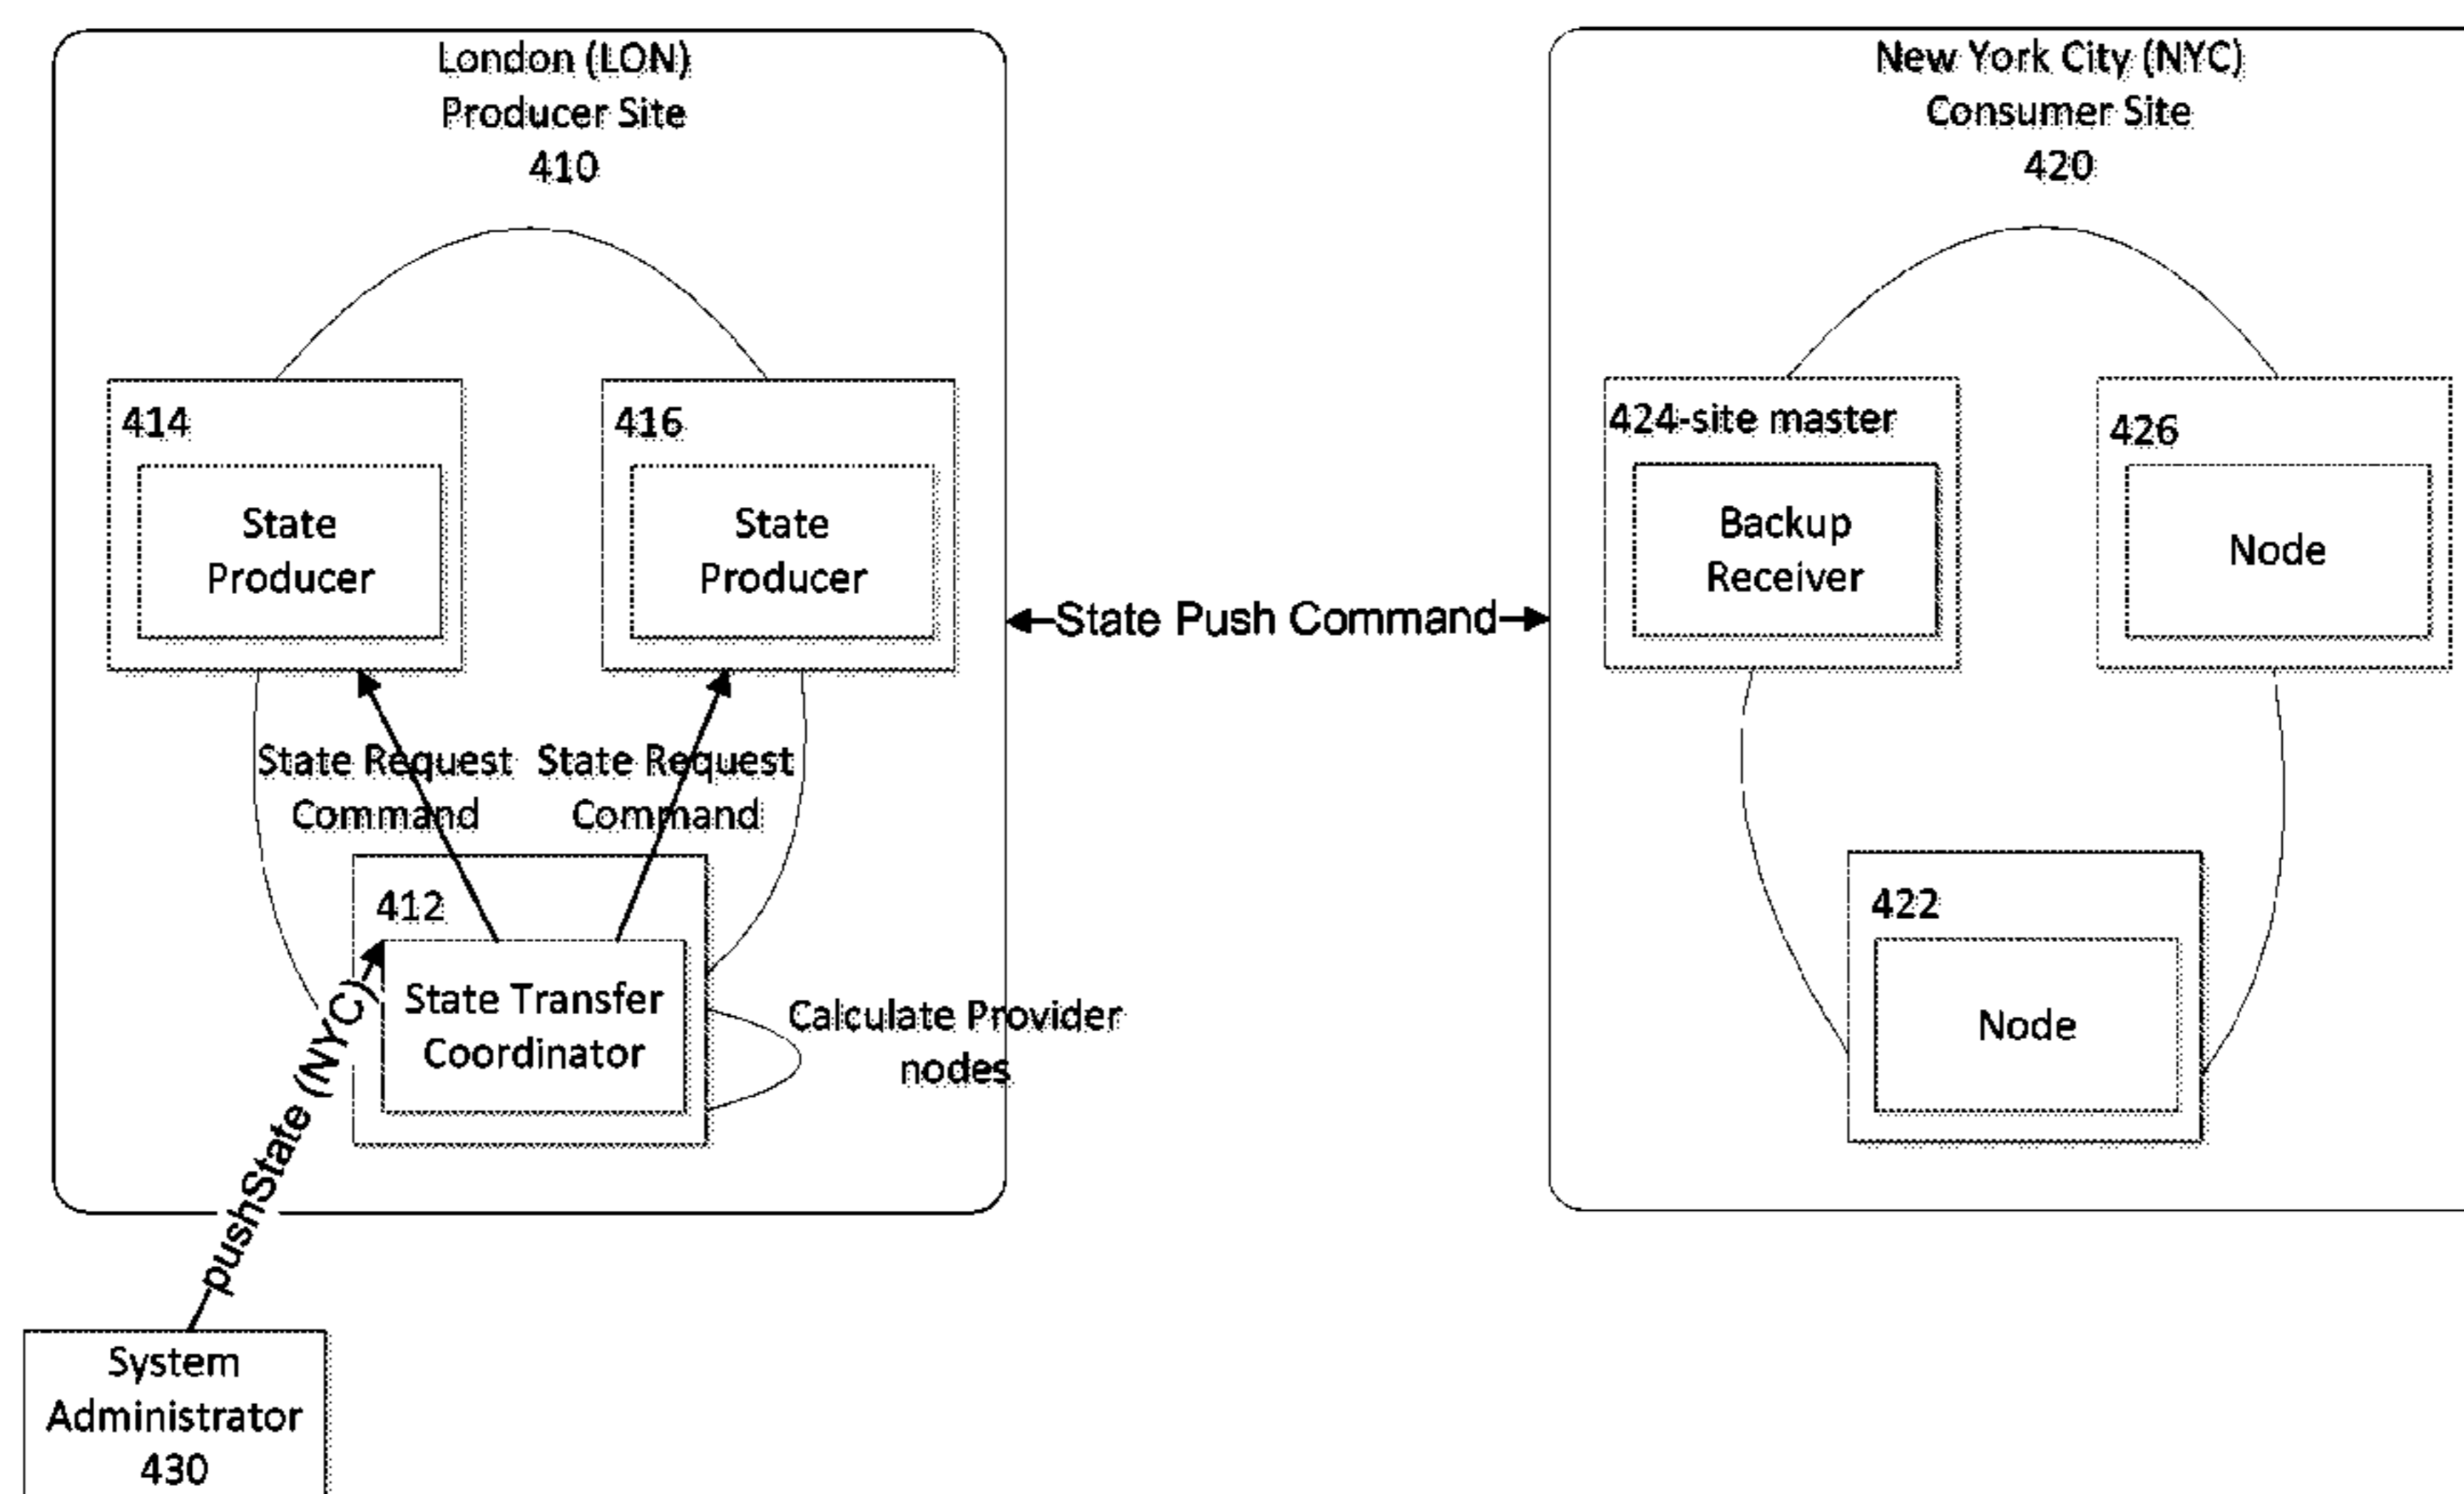 London (LON)
Producer Site
410
New York City (NYC)
Consumer Site
420
414
State
Producer
416
State
Producer
State Push Command
424-site master
Backup
Receiver
426
Node
State Request
Command
State Request
Command
412
State Transfer
Coordinator
Calculate Provider
nodes
422
Node
pushState (NYC)
System
Administrator
430